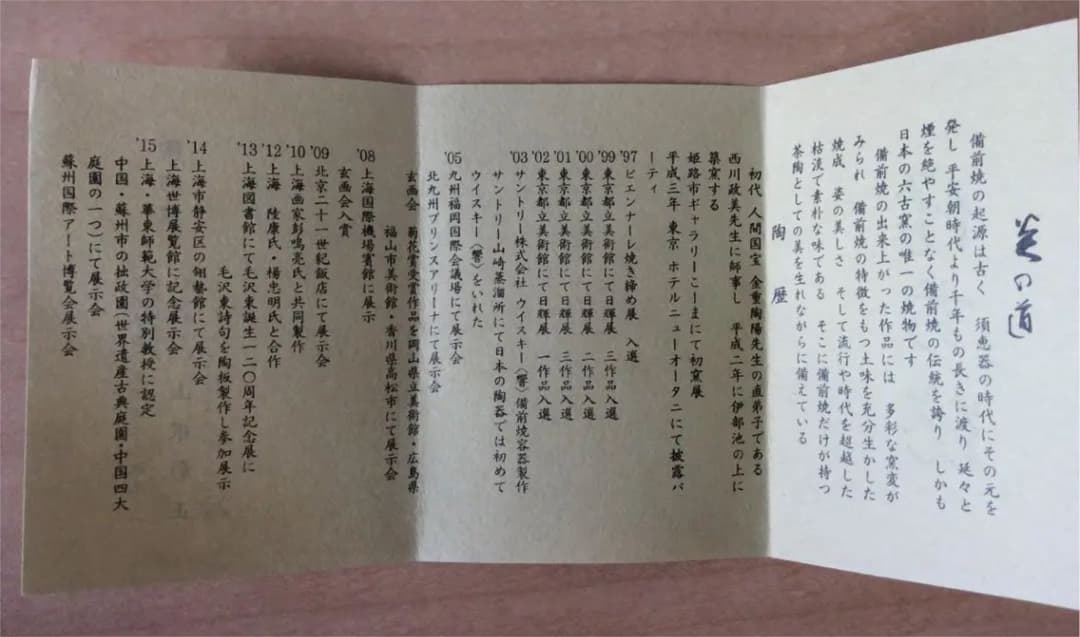 炎の道
備前焼の起源は古く　須恵器の時代にその元を
発し　平安朝時代より千年もの長きに渡り　延々と
煙を絶やすことなく備前焼の伝統を誇り　しかも
日本の六古窯の唯一の焼物です
備前焼の出来上がった作品には　多彩な窯変が
みられ　備前焼の特徴をもつ土味を充分生かした
焼成　姿の美しさ　そして流行や時代を超越した
枯淡で素朴な味である　そこに備前焼だけが持つ
茶陶としての美を生れながらに備えている
陶歴
初代　人間国宝　金重陶陽先生の直弟子である
西川政美先生に師事し　平成二年に伊部池の上に
築窯する
姫路市ギャラリーこーまにて初窯展
平成三年　東京　ホテルニューオータニにて披露パ
ーティ
'97 ビエンナーレ焼き締め展　入選
'99 東京都立美術館にて日輝展　三作品入選
'00 東京都立美術館にて日輝展　二作品入選
'01 東京都立美術館にて日輝展　三作品入選
'02 東京都立美術館にて日輝展　一作品入選
'03 サントリー株式会社　ウイスキー〈響〉備前焼容器製作
サントリー山崎蒸溜所にて日本の陶器では初めて
ウイスキー〈響〉をいれた
'05 九州福岡国際会議場にて展示会
北九州プリンスアリーナにて展示会
玄画会　菊花賞受賞作品を岡山県立美術館・広島県
福山市美術館・香川県高松市にて展示会
'08 上海国際機場賓館に展示
玄画会入賞
'09 北京二十一世紀飯店にて展示会
'10 上海画家彭鳴亮氏と共同製作
'12 上海　陸康氏・楊忠明氏と合作
'13 上海図書館にて毛沢東誕生一二〇周年記念展に
毛沢東詩句を陶板製作し参加展示
'14 上海市静安区の翎藝館にて展示会
上海世博展覧館に記念展示会
'15 上海・華東師範大学の特別教授に認定
中国・蘇州市の拙政園(世界遺産古典庭園・中国四大
庭園の一つ)にて展示会
蘇州国際アート博覧会展示会